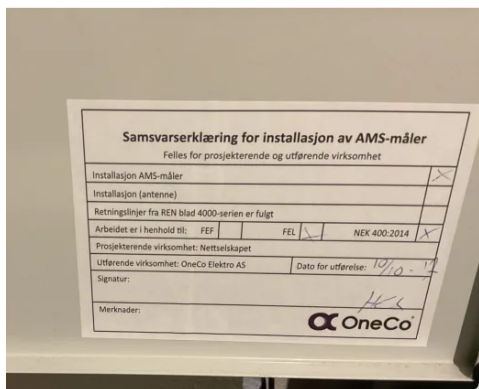 Samsvarserklæring for installasjon av AMS-måler
Felles for prosjekterende og utførende virksomhet
Installasjon AMS-måler X
Installasjon (antenne)
Retningslinjer fra REN blad 4000-serien er fulgt
Arbeidet er i henhold til: FEF FEL X NEK 400:2014 X
Prosjekterende virksomhet: Nettselskapet
Utførende virksomhet: OneCo Elektro AS Dato for utførelse: 10/10-17
Signatur:
Merknader:
OneCo